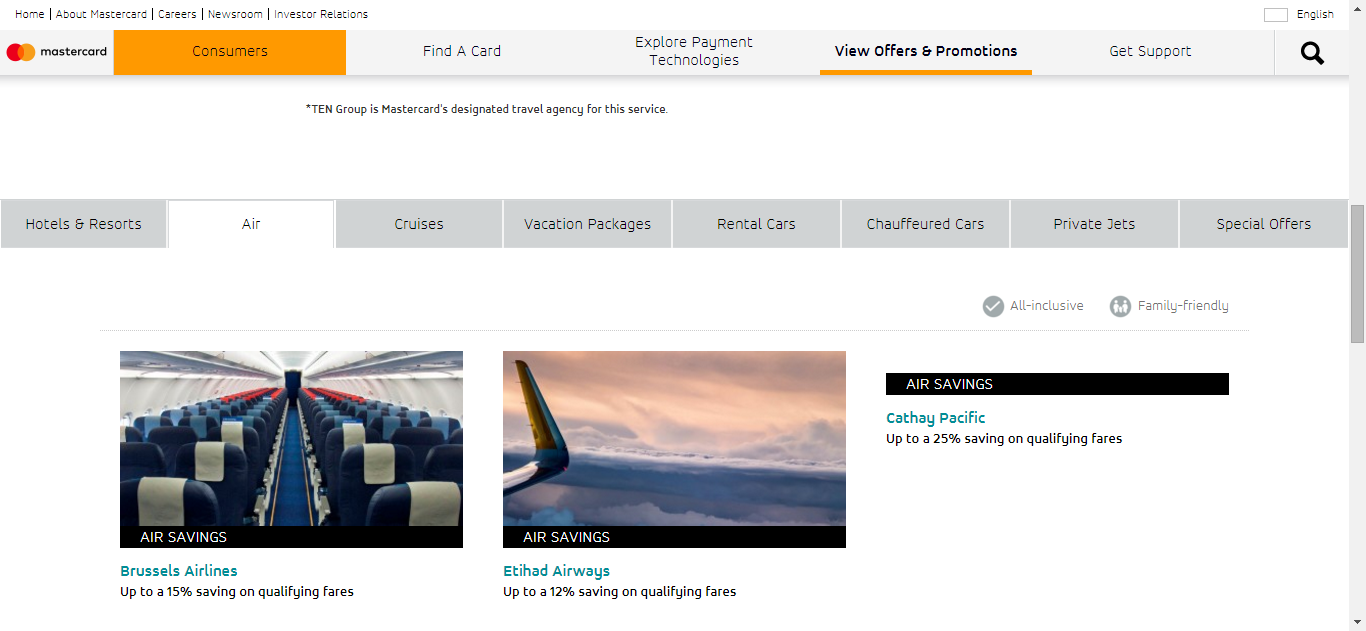 Home | About Mastercard | Careers | Newsroom | Investor Relations
English
mastercard
Consumers
Find A Card
Explore Payment
Technologies
View Offers & Promotions
Get Support
*TEN Group is Mastercard's designated travel agency for this service.
Hotels & Resorts
Air
Cruises
Vacation Packages
Rental Cars
Chauffeured Cars
Private Jets
Special Offers
All-inclusive
Family-friendly
AIR SAVINGS
Brussels Airlines
Up to a 15% saving on qualifying fares
AIR SAVINGS
Etihad Airways
Up to a 12% saving on qualifying fares
AIR SAVINGS
Cathay Pacific
Up to a 25% saving on qualifying fares